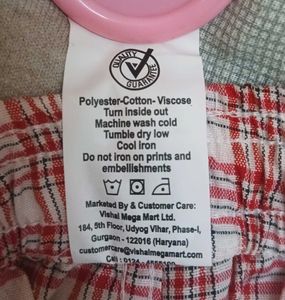 QUALITY
GUARANTEE
Polyester-Cotton- Viscose
Turn inside out
Machine wash cold
Tumble dry low
Cool iron
Do not iron on prints and
embellishments
Marketed By & Customer Care:
Vishal Mega Mart Ltd.
184, 5th Floor, Udyog Vihar, Phase-I,
Gurgaon - 122016 (Haryana)
customercare@vishalmegamart.com
Call : 0124